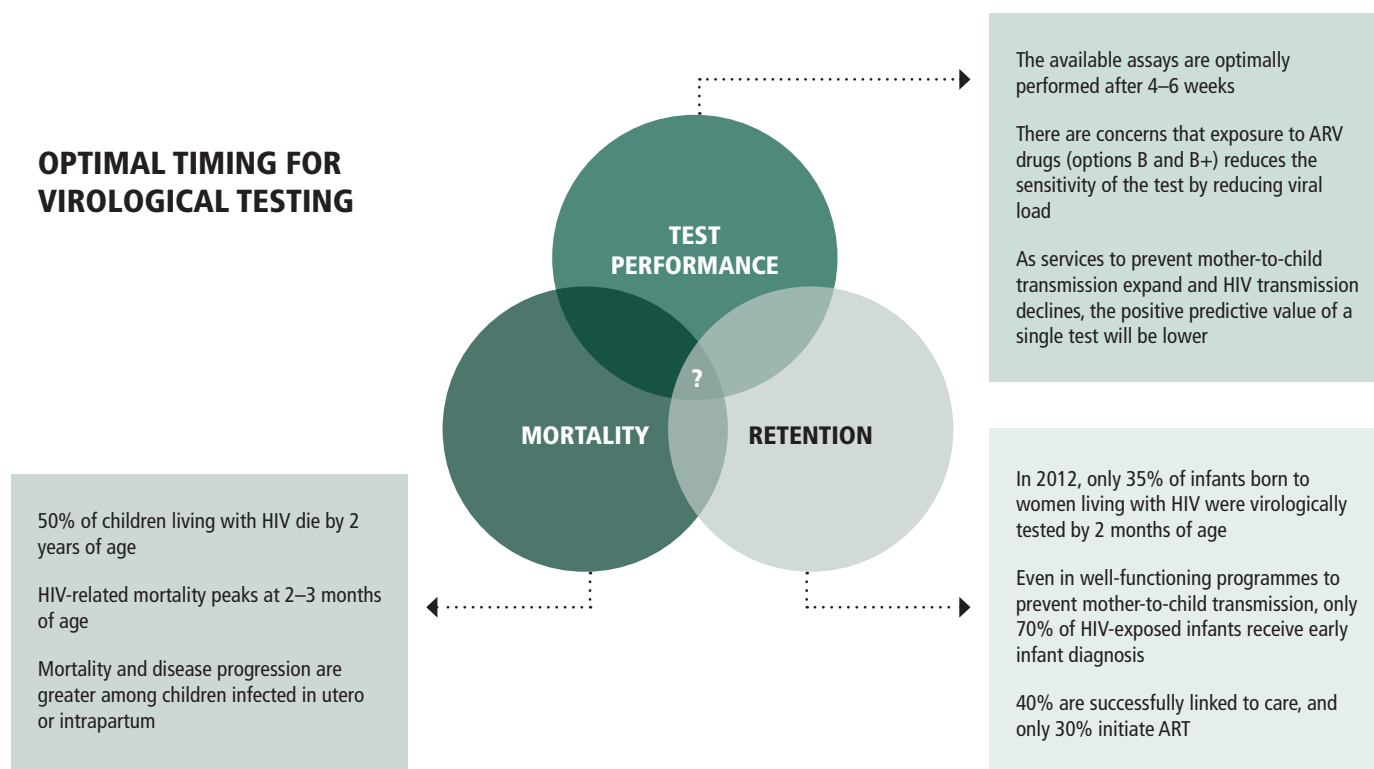 OPTIMAL TIMING FOR
VIROLOGICAL TESTING
TEST
PERFORMANCE
?
MORTALITY
RETENTION
The available assays are optimally
performed after 4–6 weeks
There are concerns that exposure to ARV
drugs (options B and B+) reduces the
sensitivity of the test by reducing viral
load
As services to prevent mother-to-child
transmission expand and HIV transmission
declines, the positive predictive value of a
single test will be lower
50% of children living with HIV die by 2
years of age
HIV-related mortality peaks at 2–3 months
of age
Mortality and disease progression are
greater among children infected in utero
or intrapartum
In 2012, only 35% of infants born to
women living with HIV were virologically
tested by 2 months of age
Even in well-functioning programmes to
prevent mother-to-child transmission, only
70% of HIV-exposed infants receive early
infant diagnosis
40% are successfully linked to care, and
only 30% initiate ART